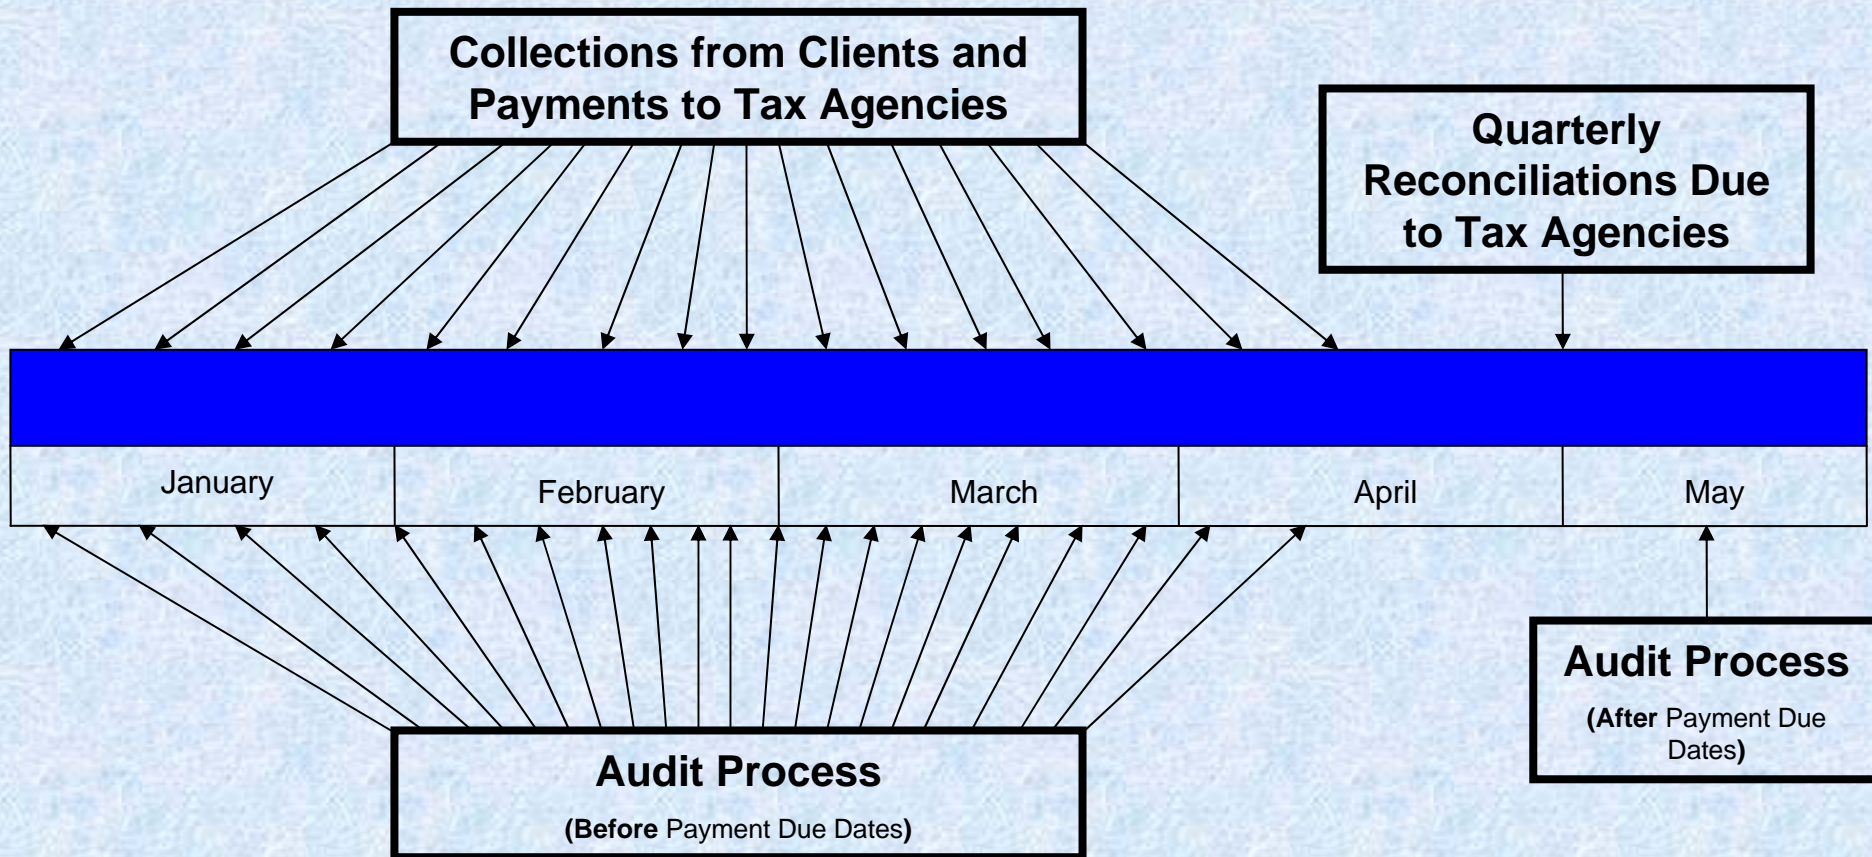 Collections from Clients and
Payments to Tax Agencies
Quarterly
Reconciliations Due
to Tax Agencies
January
February
March
April
May
Audit Process
(Before Payment Due Dates)
Audit Process
(After Payment Due
Dates)